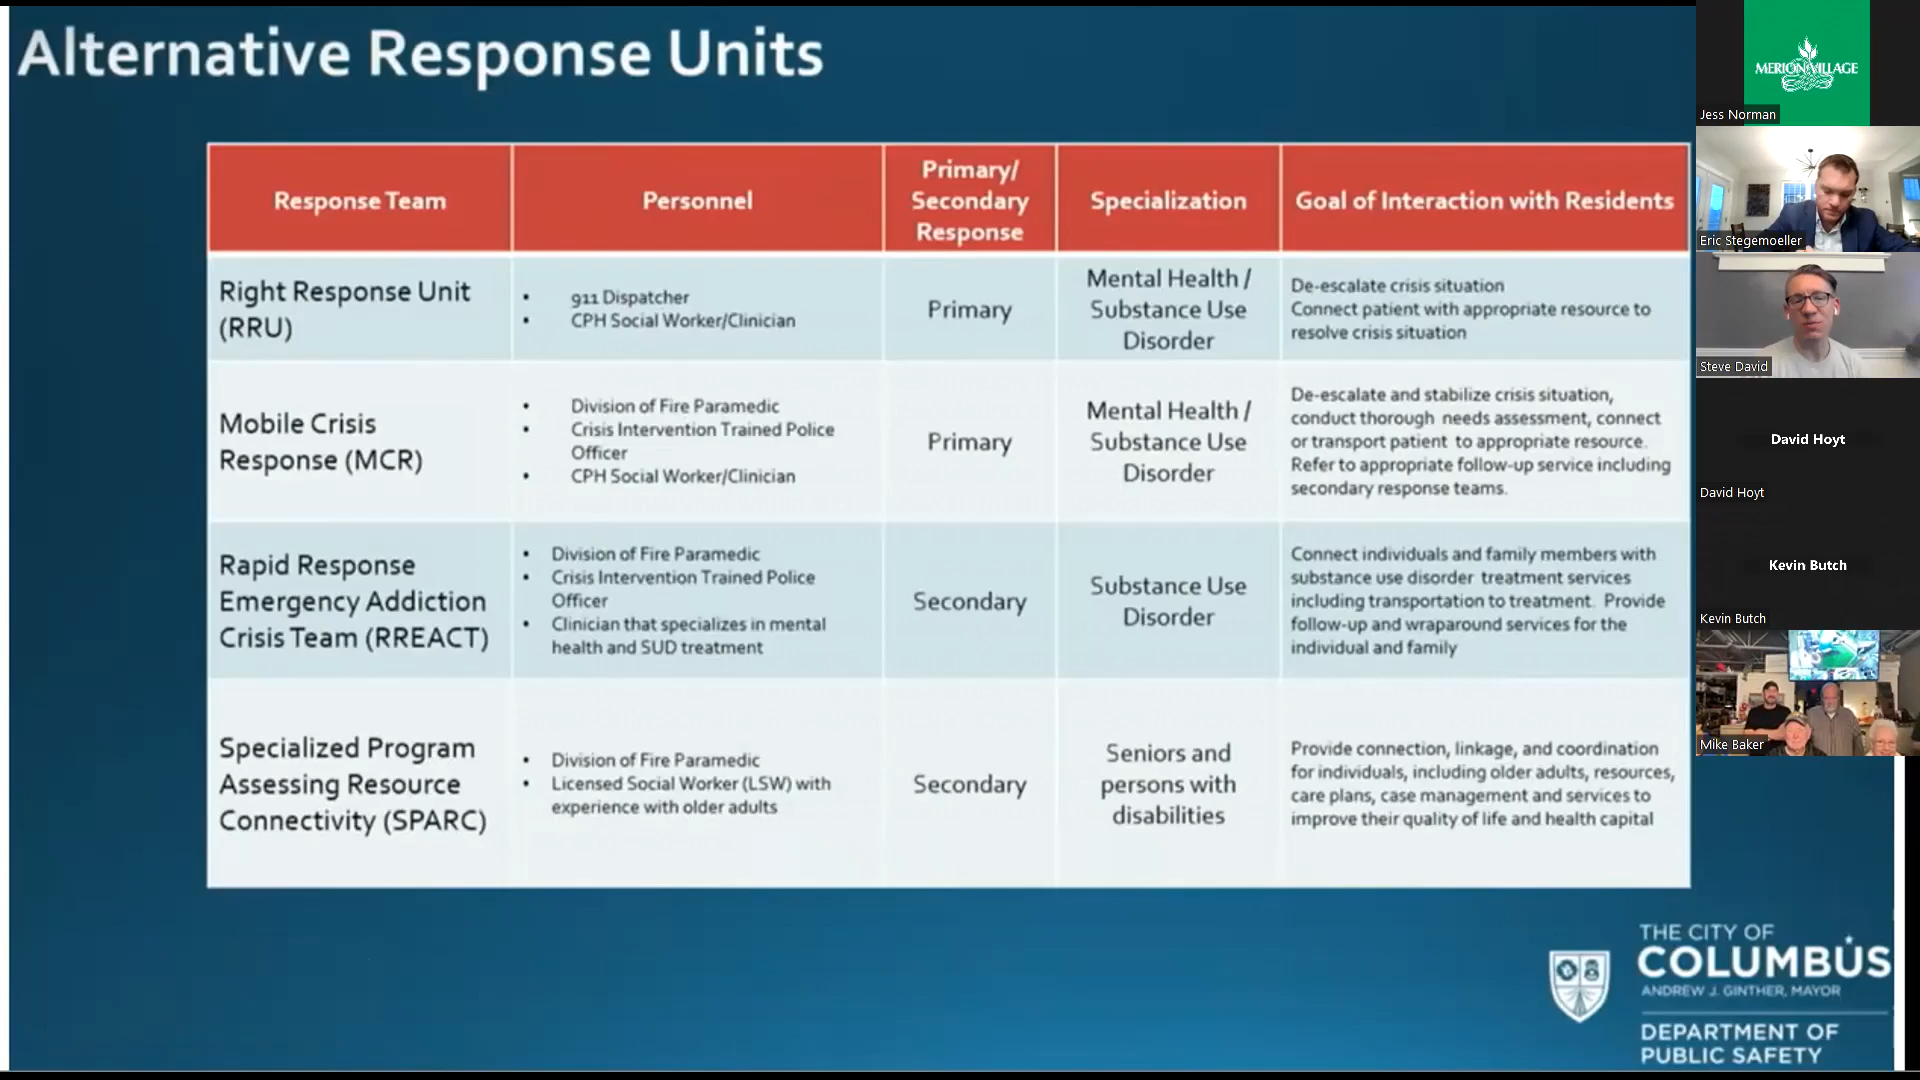 Alternative Response Units
Response Team
Personnel
Primary/
Secondary
Response
Specialization
Goal of Interaction with Residents
Right Response Unit
(RRU)
• 911 Dispatcher
• CPH Social Worker/Clinician
Primary
Mental Health /
Substance Use
Disorder
De-escalate crisis situation
Connect patient with appropriate resource to
resolve crisis situation
Mobile Crisis
Response (MCR)
• Division of Fire Paramedic
• Crisis Intervention Trained Police
Officer
• CPH Social Worker/Clinician
Primary
Mental Health /
Substance Use
Disorder
De-escalate and stabilize crisis situation,
conduct thorough needs assessment, connect
or transport patient to appropriate resource.
Refer to appropriate follow-up service including
secondary response teams.
Rapid Response
Emergency Addiction
Crisis Team (RREACT)
• Division of Fire Paramedic
• Crisis Intervention Trained Police
Officer
• Clinician that specializes in mental
health and SUD treatment
Secondary
Substance Use
Disorder
Connect individuals and family members with
substance use disorder treatment services
including transportation to treatment. Provide
follow-up and wraparound services for the
individual and family
Specialized Program
Assessing Resource
Connectivity (SPARC)
• Division of Fire Paramedic
• Licensed Social Worker (LSW) with
experience with older adults
Secondary
Seniors and
persons with
disabilities
Provide connection, linkage, and coordination
for individuals, including older adults, resources,
care plans, case management and services to
improve their quality of life and health capital
THE CITY OF
COLUMBUS
ANDREW J. GINTHER, MAYOR
DEPARTMENT OF
PUBLIC SAFETY
MERION VILLAGE
Jess Norman
Eric Stegemoeller
Steve David
David Hoyt
David Hoyt
Kevin Butch
Kevin Butch
Mike Baker